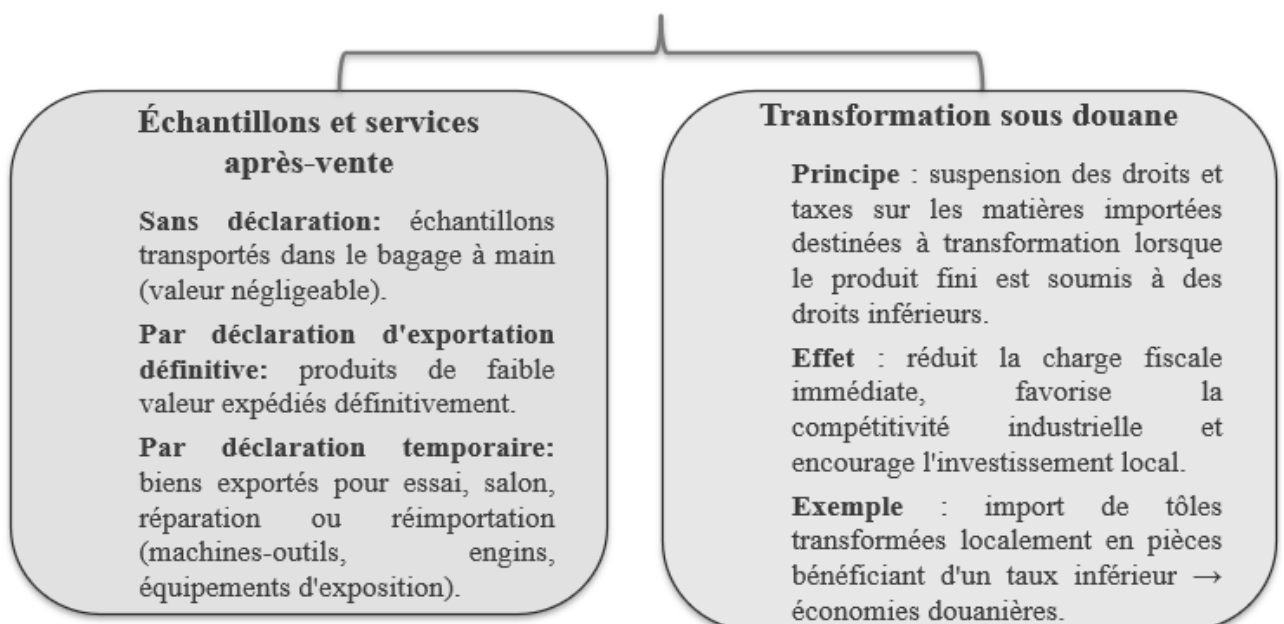 Échantillons et services
après-vente
Sans déclaration: échantillons
transportés dans le bagage à main
(valeur négligeable).
Par déclaration d'exportation
définitive: produits de faible
valeur expédiés définitivement.
Par déclaration temporaire:
biens exportés pour essai, salon,
réparation ou réimportation
(machines-outils, engins,
équipements d'exposition).
Transformation sous douane
Principe : suspension des droits et
taxes sur les matières importées
destinées à transformation lorsque
le produit fini est soumis à des
droits inférieurs.
Effet : réduit la charge fiscale
immédiate, favorise la
compétitivité industrielle et
encourage l'investissement local.
Exemple : import de tôles
transformées localement en pièces
bénéficiant d'un taux inférieur →
économies douanières.